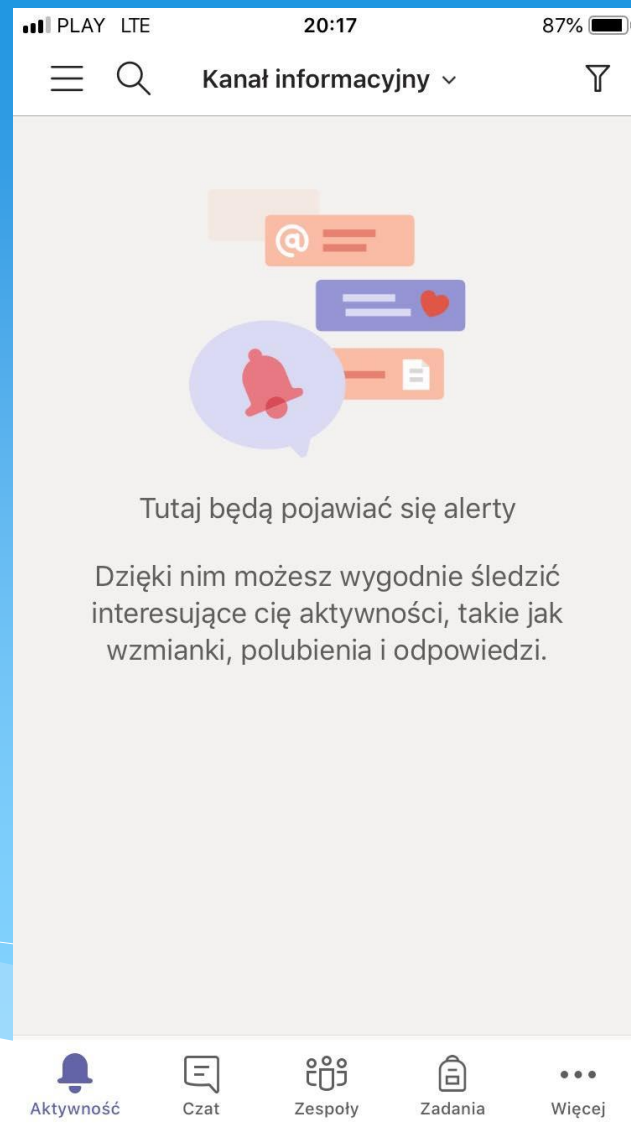 PLAY LTE 20:17 87%
Kanał informacyjny
@
Tutaj będą pojawiać się alerty
Dzięki nim możesz wygodnie śledzić
interesujące cię aktywności, takie jak
wzmianki, polubienia i odpowiedzi.
Aktywność Czat Zespoły Zadania Więcej